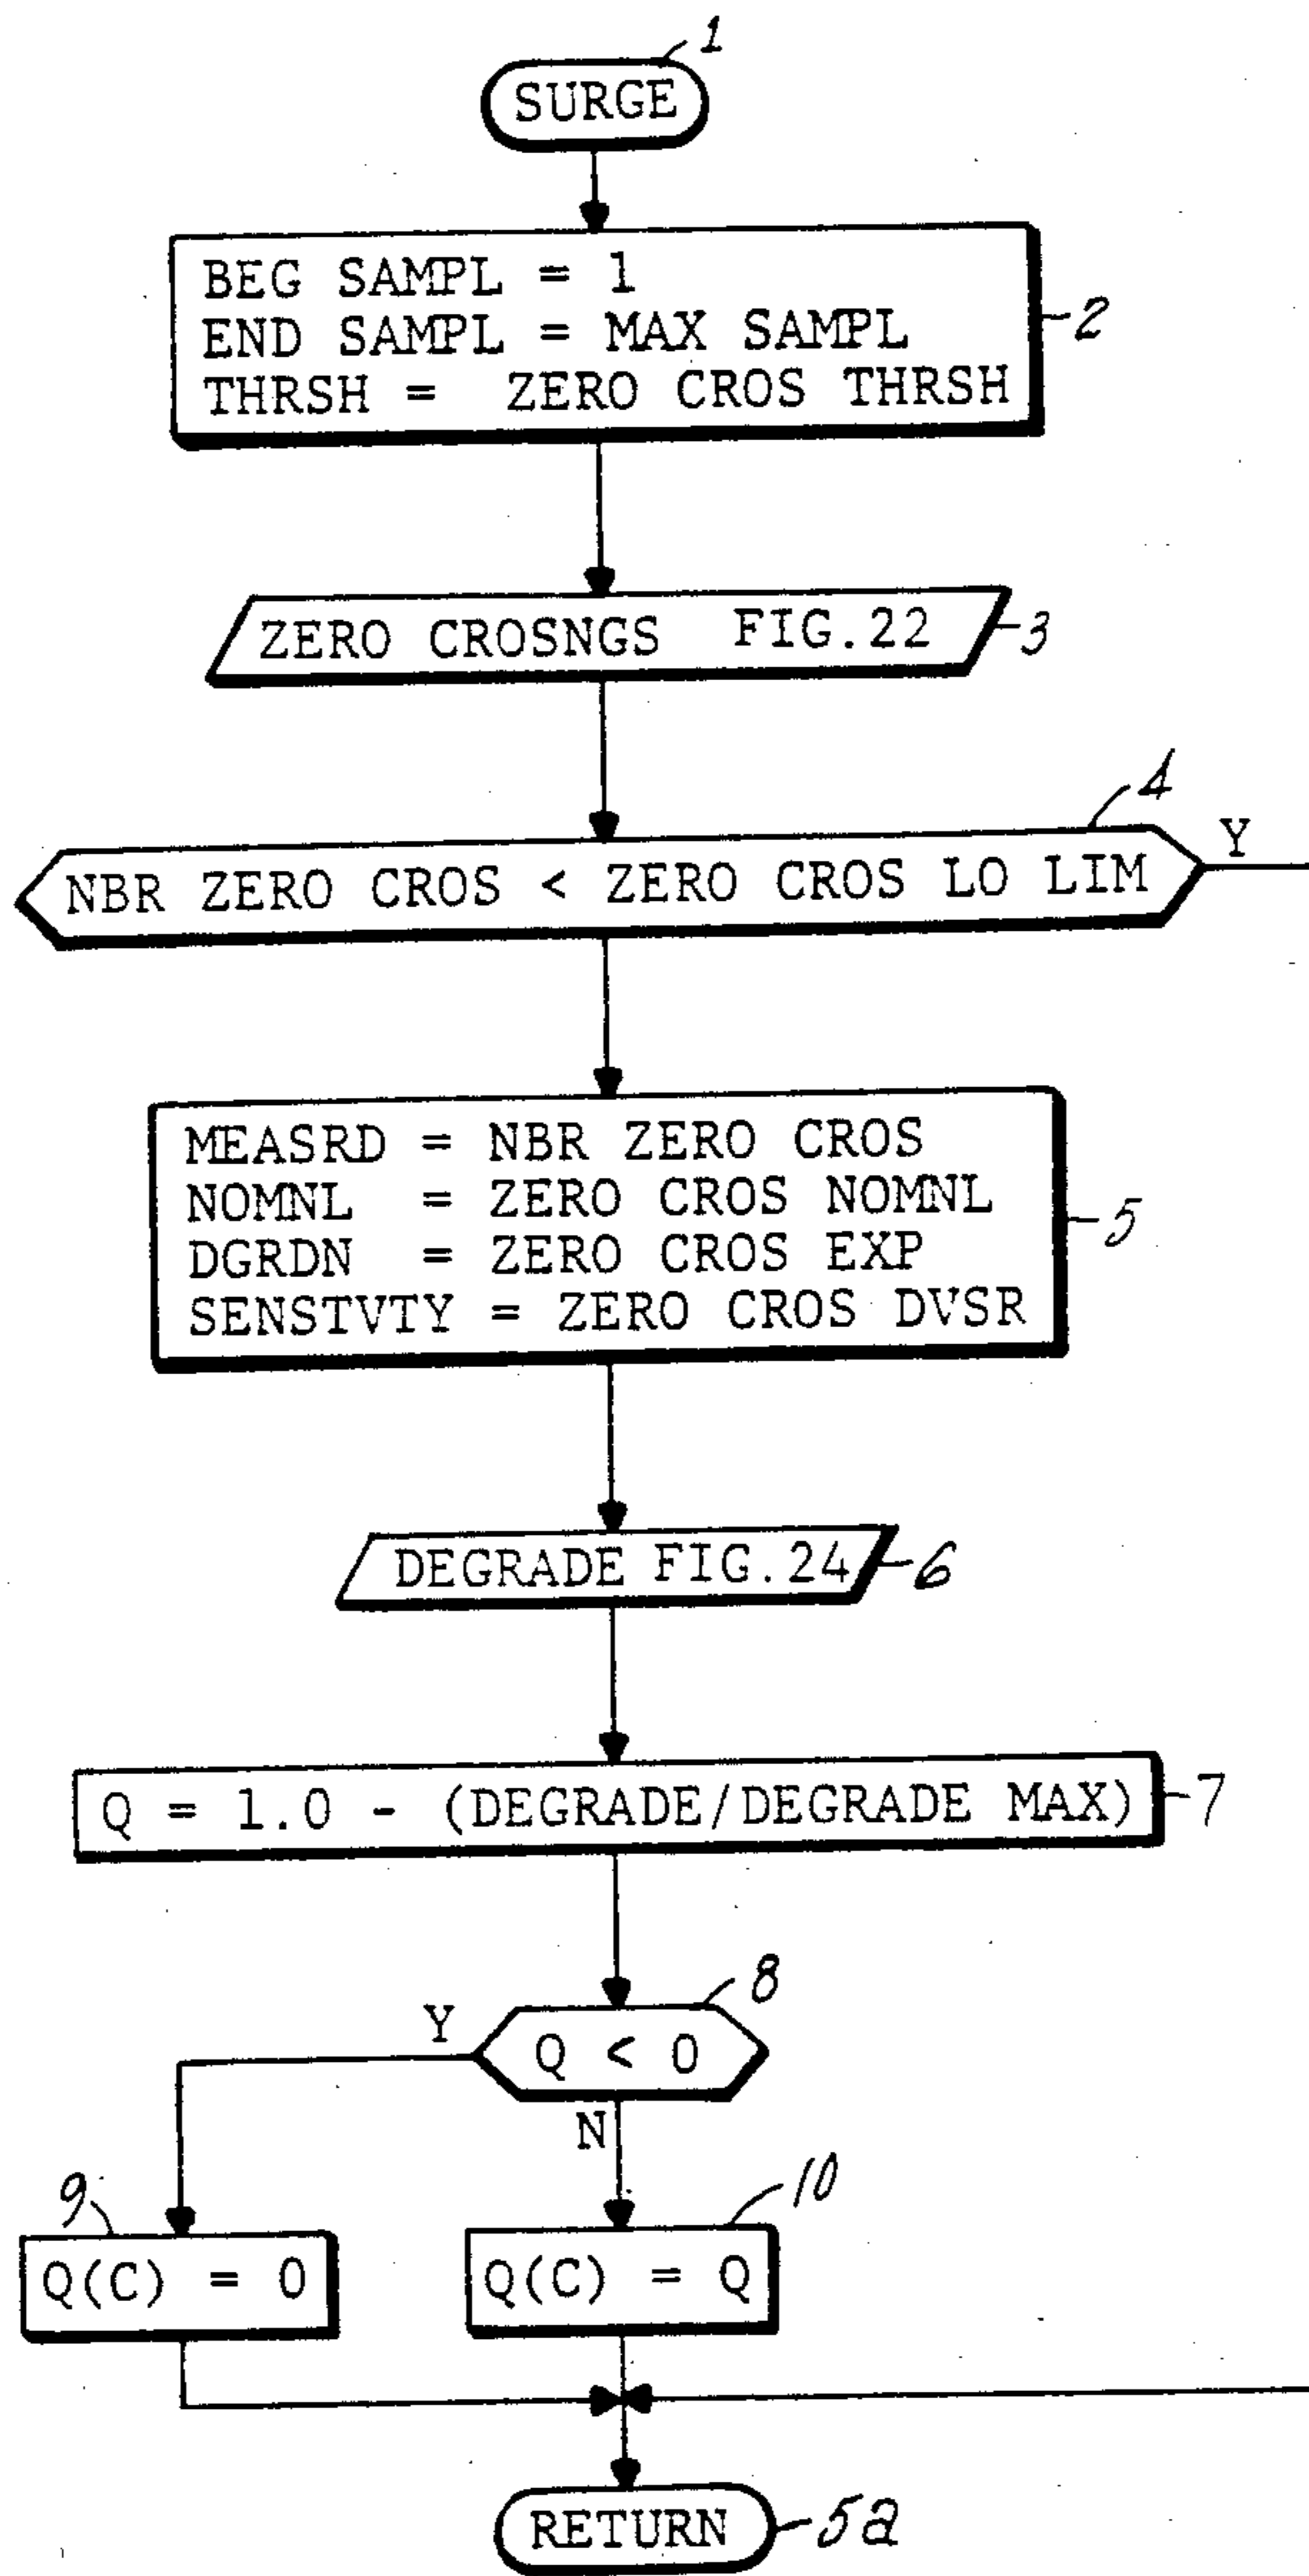 1
SURGE
BEG SAMPL = 1
END SAMPL = MAX SAMPL
THRSH = ZERO CROS THRSH
2
ZERO CROSNGS FIG.22
3
4
NBR ZERO CROS < ZERO CROS LO LIM
Y
MEASRD = NBR ZERO CROS
NOMNL = ZERO CROS NOMNL
DGRDN = ZERO CROS EXP
SENSTVTY = ZERO CROS DVSR
5
DEGRADE FIG.24
6
Q = 1.0 - (DEGRADE/DEGRADE MAX)
7
8
Y
Q < 0
N
9
10
Q(C) = 0
Q(C) = Q
RETURN
5a